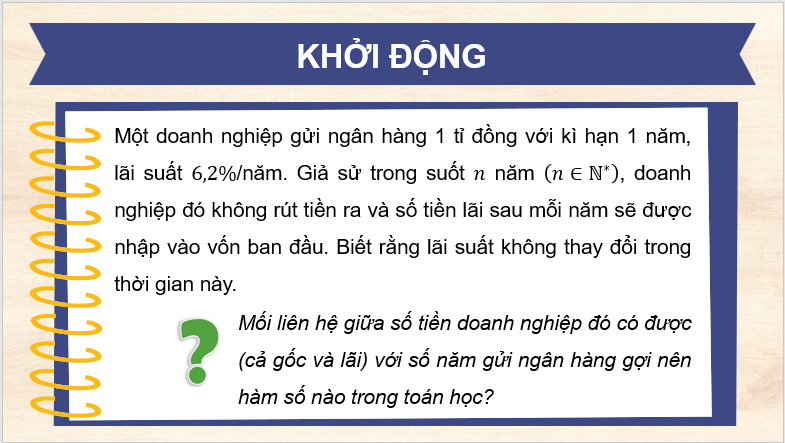 KHỞI ĐỘNG
Một doanh nghiệp gửi ngân hàng 1 tỉ đồng với kì hạn 1 năm,
lãi suất 6,2%/năm. Giả sử trong suốt n năm (n ∈ ℕ*), doanh
nghiệp đó không rút tiền ra và số tiền lãi sau mỗi năm sẽ được
nhập vào vốn ban đầu. Biết rằng lãi suất không thay đổi trong
thời gian này.
?
Mối liên hệ giữa số tiền doanh nghiệp đó có được
(cả gốc và lãi) với số năm gửi ngân hàng gợi nên
hàm số nào trong toán học?